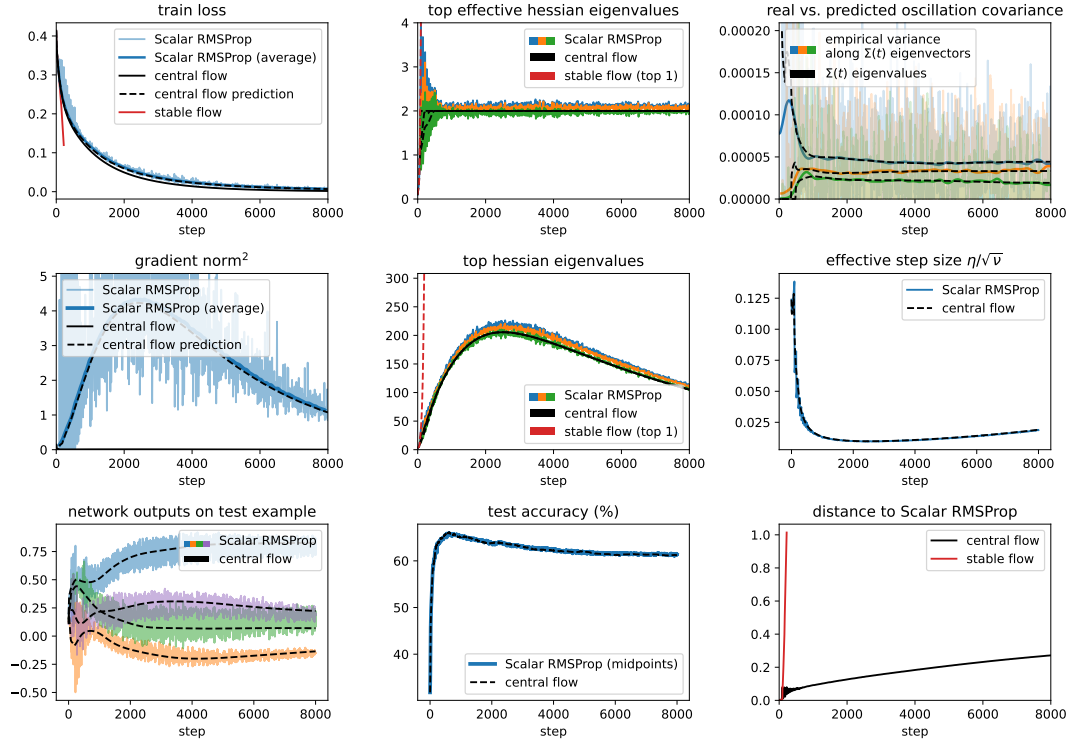 train loss
0.4
0.3
0.2
0.1
0.0
0 2000 4000 6000 8000
step
Scalar RMSProp
Scalar RMSProp (average)
central flow
central flow prediction
stable flow
top effective hessian eigenvalues
4
3
2
1
0
0 2000 4000 6000 8000
step
Scalar RMSProp
central flow
stable flow (top 1)
real vs. predicted oscillation covariance
0.00020
0.00015
0.00010
0.00005
0.00000
0 2000 4000 6000 8000
step
empirical variance
along Σ(t) eigenvectors
Σ(t) eigenvalues
gradient norm²
5
4
3
2
1
0
0 2000 4000 6000 8000
step
Scalar RMSProp
Scalar RMSProp (average)
central flow
central flow prediction
top hessian eigenvalues
300
250
200
150
100
50
0
0 2000 4000 6000 8000
step
Scalar RMSProp
central flow
stable flow (top 1)
effective step size η/√ν
0.125
0.100
0.075
0.050
0.025
0 2000 4000 6000 8000
step
Scalar RMSProp
central flow
network outputs on test example
0.75
0.50
0.25
0.00
−0.25
−0.50
0 2000 4000 6000 8000
step
Scalar RMSProp
central flow
test accuracy (%)
60
50
40
0 2000 4000 6000 8000
step
Scalar RMSProp (midpoints)
central flow
distance to Scalar RMSProp
1.0
0.8
0.6
0.4
0.2
0.0
0 2000 4000 6000 8000
step
central flow
stable flow